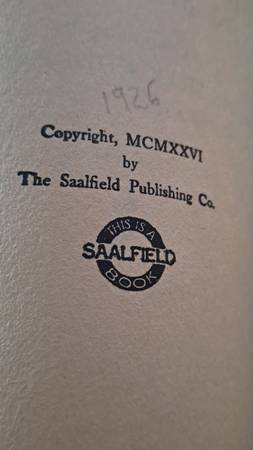 1926
Copyright, MCMXXVI
by
The Saalfield Publishing Co.
THIS IS A
SAALFIELD
BOOK